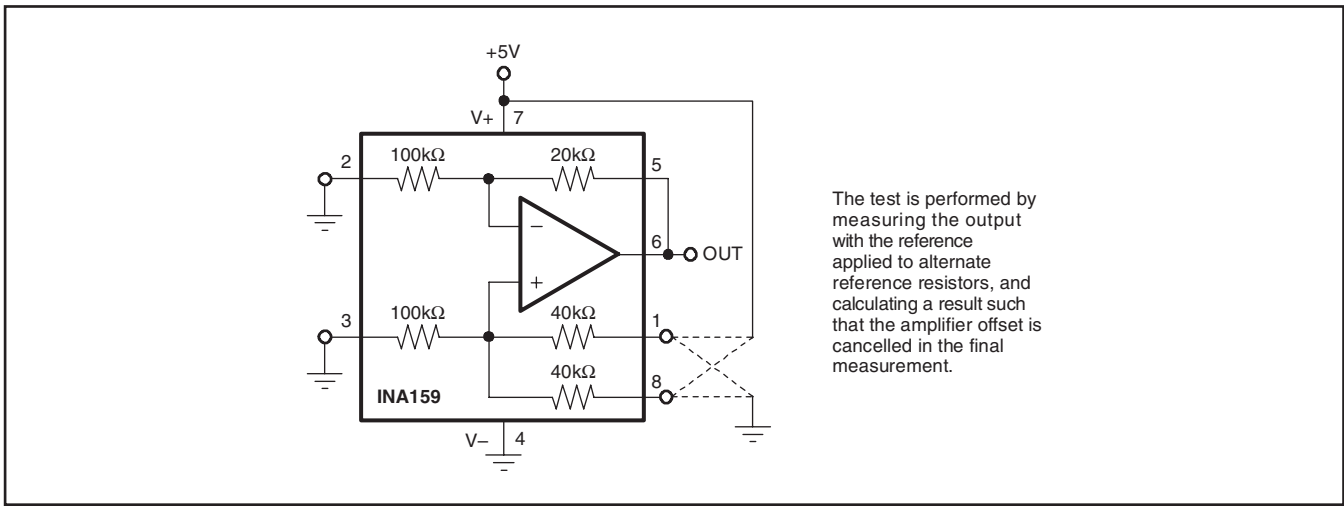 +5V
V+ 7
2 100kΩ 20kΩ 5
−
6 OUT
+
3 100kΩ 40kΩ 1
40kΩ 8
INA159
V− 4
The test is performed by
measuring the output
with the reference
applied to alternate
reference resistors, and
calculating a result such
that the amplifier offset is
cancelled in the final
measurement.